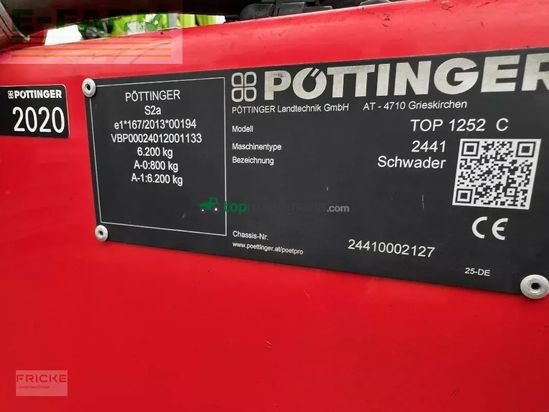 PÖTTINGER
2020
PÖTTINGER
S2a
e1*167/2013*00194
VBP00024012001133
6.200 kg
A-0:800 kg
A-1:6.200 kg
PÖTTINGER
PÖTTINGER Landtechnik GmbH AT - 4710 Grieskirchen
Modell TOP 1252 C
Maschinentype 2441
Bezeichnung Schwader
CE
Chassis-Nr. 24410002127
www.poettinger.at/poetpro
25-DE
FRICKE